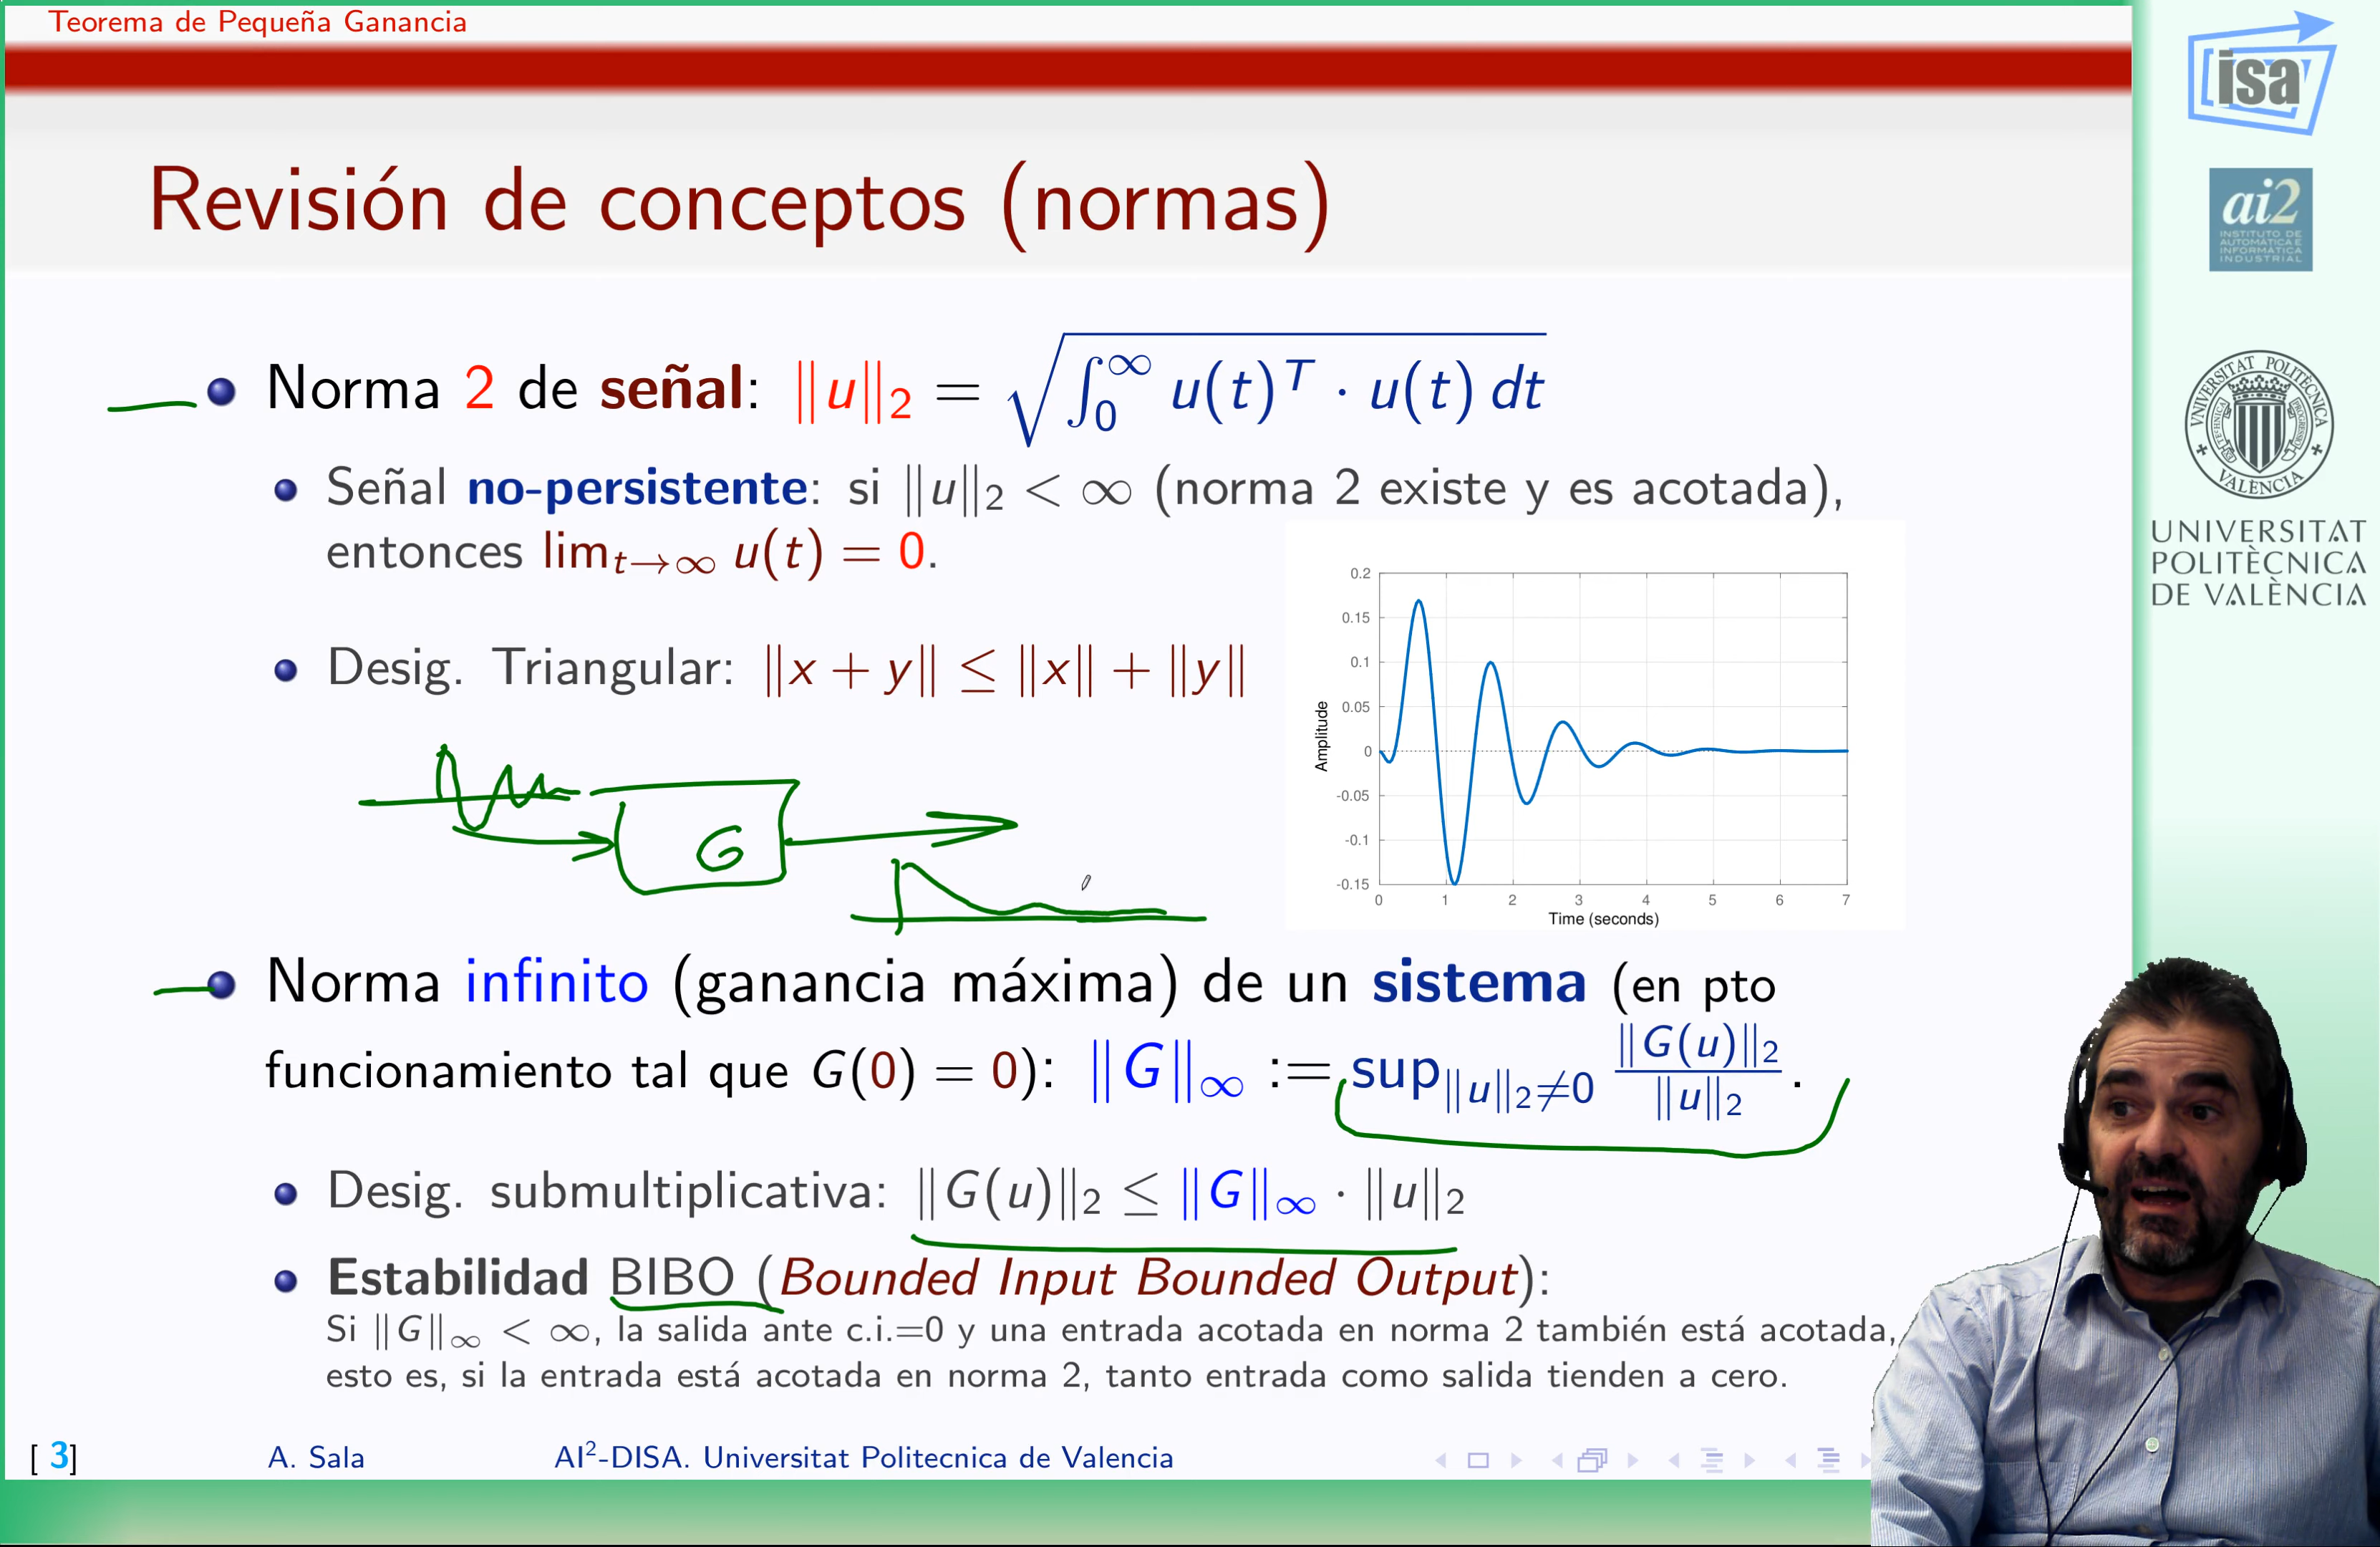 Teorema de Pequeña Ganancia
Revisión de conceptos (normas)
Norma 2 de señal: ‖u‖₂ = √∫₀^∞ u(t)ᵀ · u(t) dt
Señal no-persistente: si ‖u‖₂ < ∞ (norma 2 existe y es acotada),
entonces lim_{t→∞} u(t) = 0.
Desig. Triangular: ‖x + y‖ ≤ ‖x‖ + ‖y‖
G
0.2
0.15
0.1
0.05
0
-0.05
-0.1
-0.15
Amplitude
0 1 2 3 4 5 6 7
Time (seconds)
Norma infinito (ganancia máxima) de un sistema (en pto
funcionamiento tal que G(0) = 0): ‖G‖∞ := sup_{‖u‖₂≠0} ‖G(u)‖₂ / ‖u‖₂ .
Desig. submultiplicativa: ‖G(u)‖₂ ≤ ‖G‖∞ · ‖u‖₂
Estabilidad BIBO (Bounded Input Bounded Output):
Si ‖G‖∞ < ∞, la salida ante c.i.=0 y una entrada acotada en norma 2 también está acotada,
esto es, si la entrada está acotada en norma 2, tanto entrada como salida tienden a cero.
[ 3]
A. Sala
AI²-DISA. Universitat Politecnica de Valencia
isa
ai2
INSTITUTO DE
AUTOMÁTICA E
INFORMÁTICA
INDUSTRIAL
UNIVERSITAT POLITÈCNICA
VALÈNCIA
UNIVERSITAT
POLITÈCNICA
DE VALÈNCIA